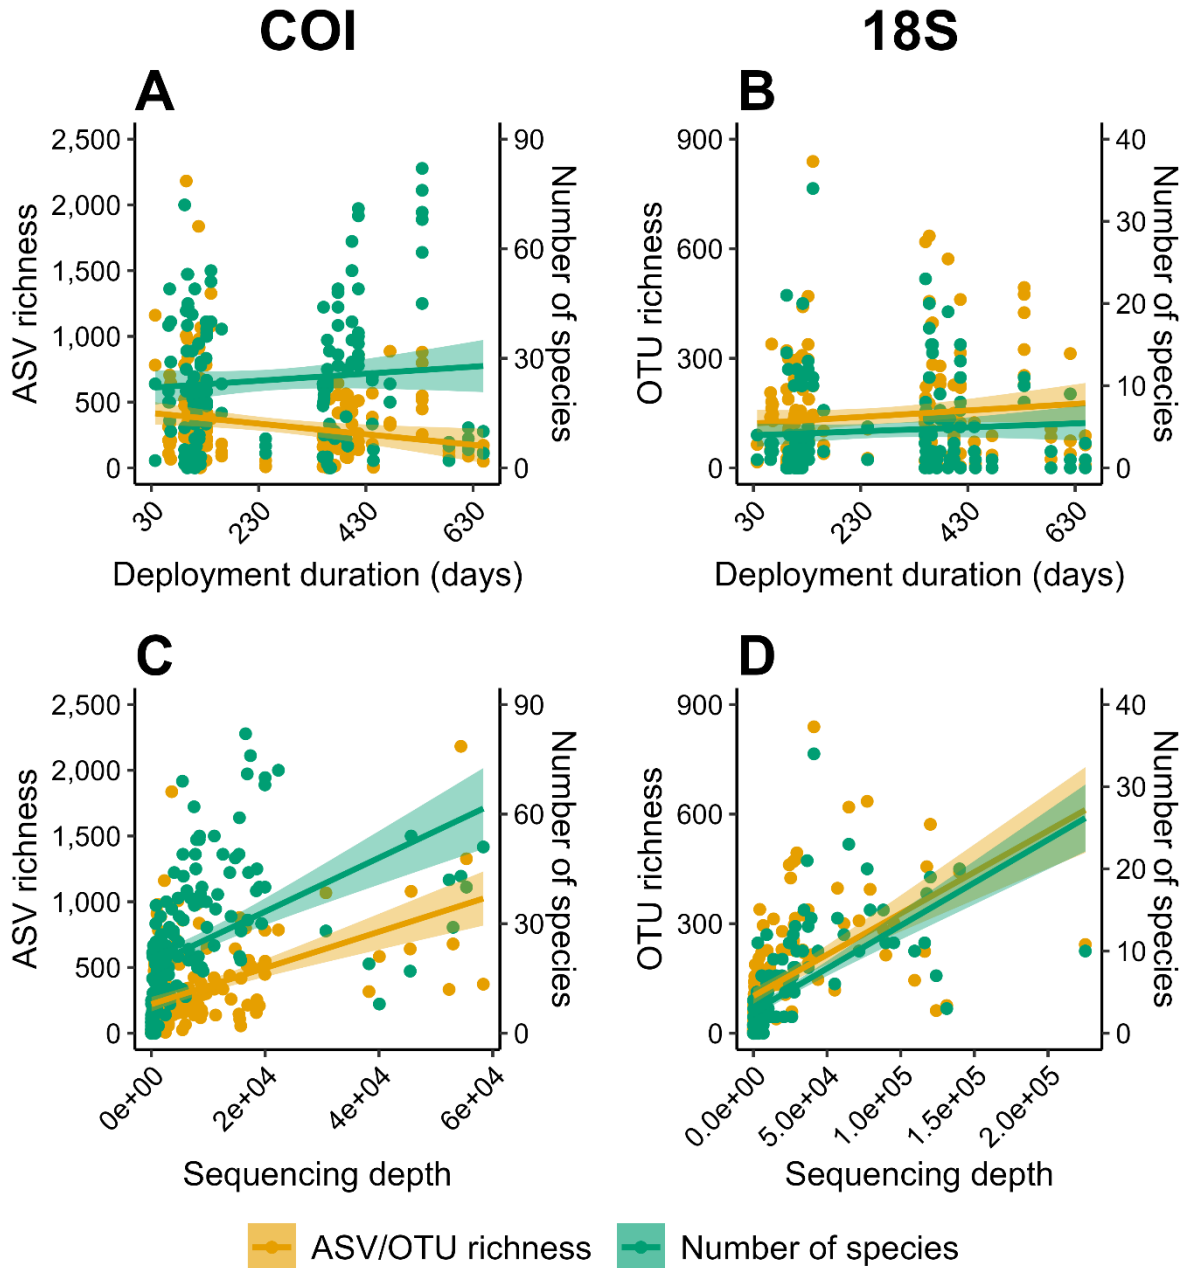 COI
18S
A
2,500
2,000
1,500
1,000
500
0
ASV richness
90
60
30
0
Number of species
30
230
430
630
Deployment duration (days)
B
900
600
300
0
OTU richness
40
30
20
10
0
Number of species
30
230
430
630
Deployment duration (days)
C
2,500
2,000
1,500
1,000
500
0
ASV richness
90
60
30
0
Number of species
0e+00
2e+04
4e+04
6e+04
Sequencing depth
D
900
600
300
0
OTU richness
40
30
20
10
0
Number of species
0.0e+00
5.0e+04
1.0e+05
1.5e+05
2.0e+05
Sequencing depth
ASV/OTU richness
Number of species